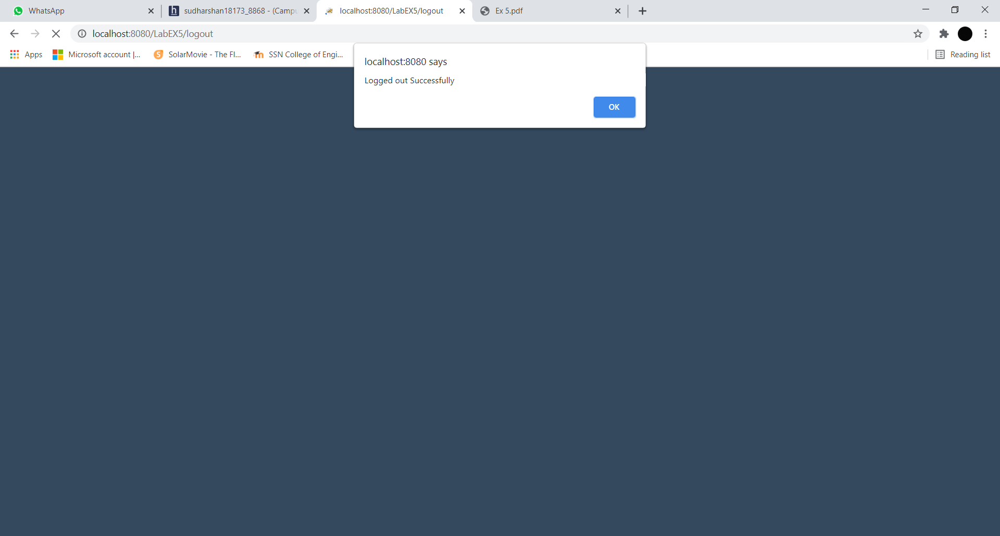 WhatsApp
sudharshan18173_8868 - (Camp
localhost:8080/LabEX5/logout
Ex 5.pdf
localhost:8080/LabEX5/logout
Apps
Microsoft account |...
SolarMovie - The Fl...
SSN College of Engi...
Reading list
localhost:8080 says
Logged out Successfully
OK